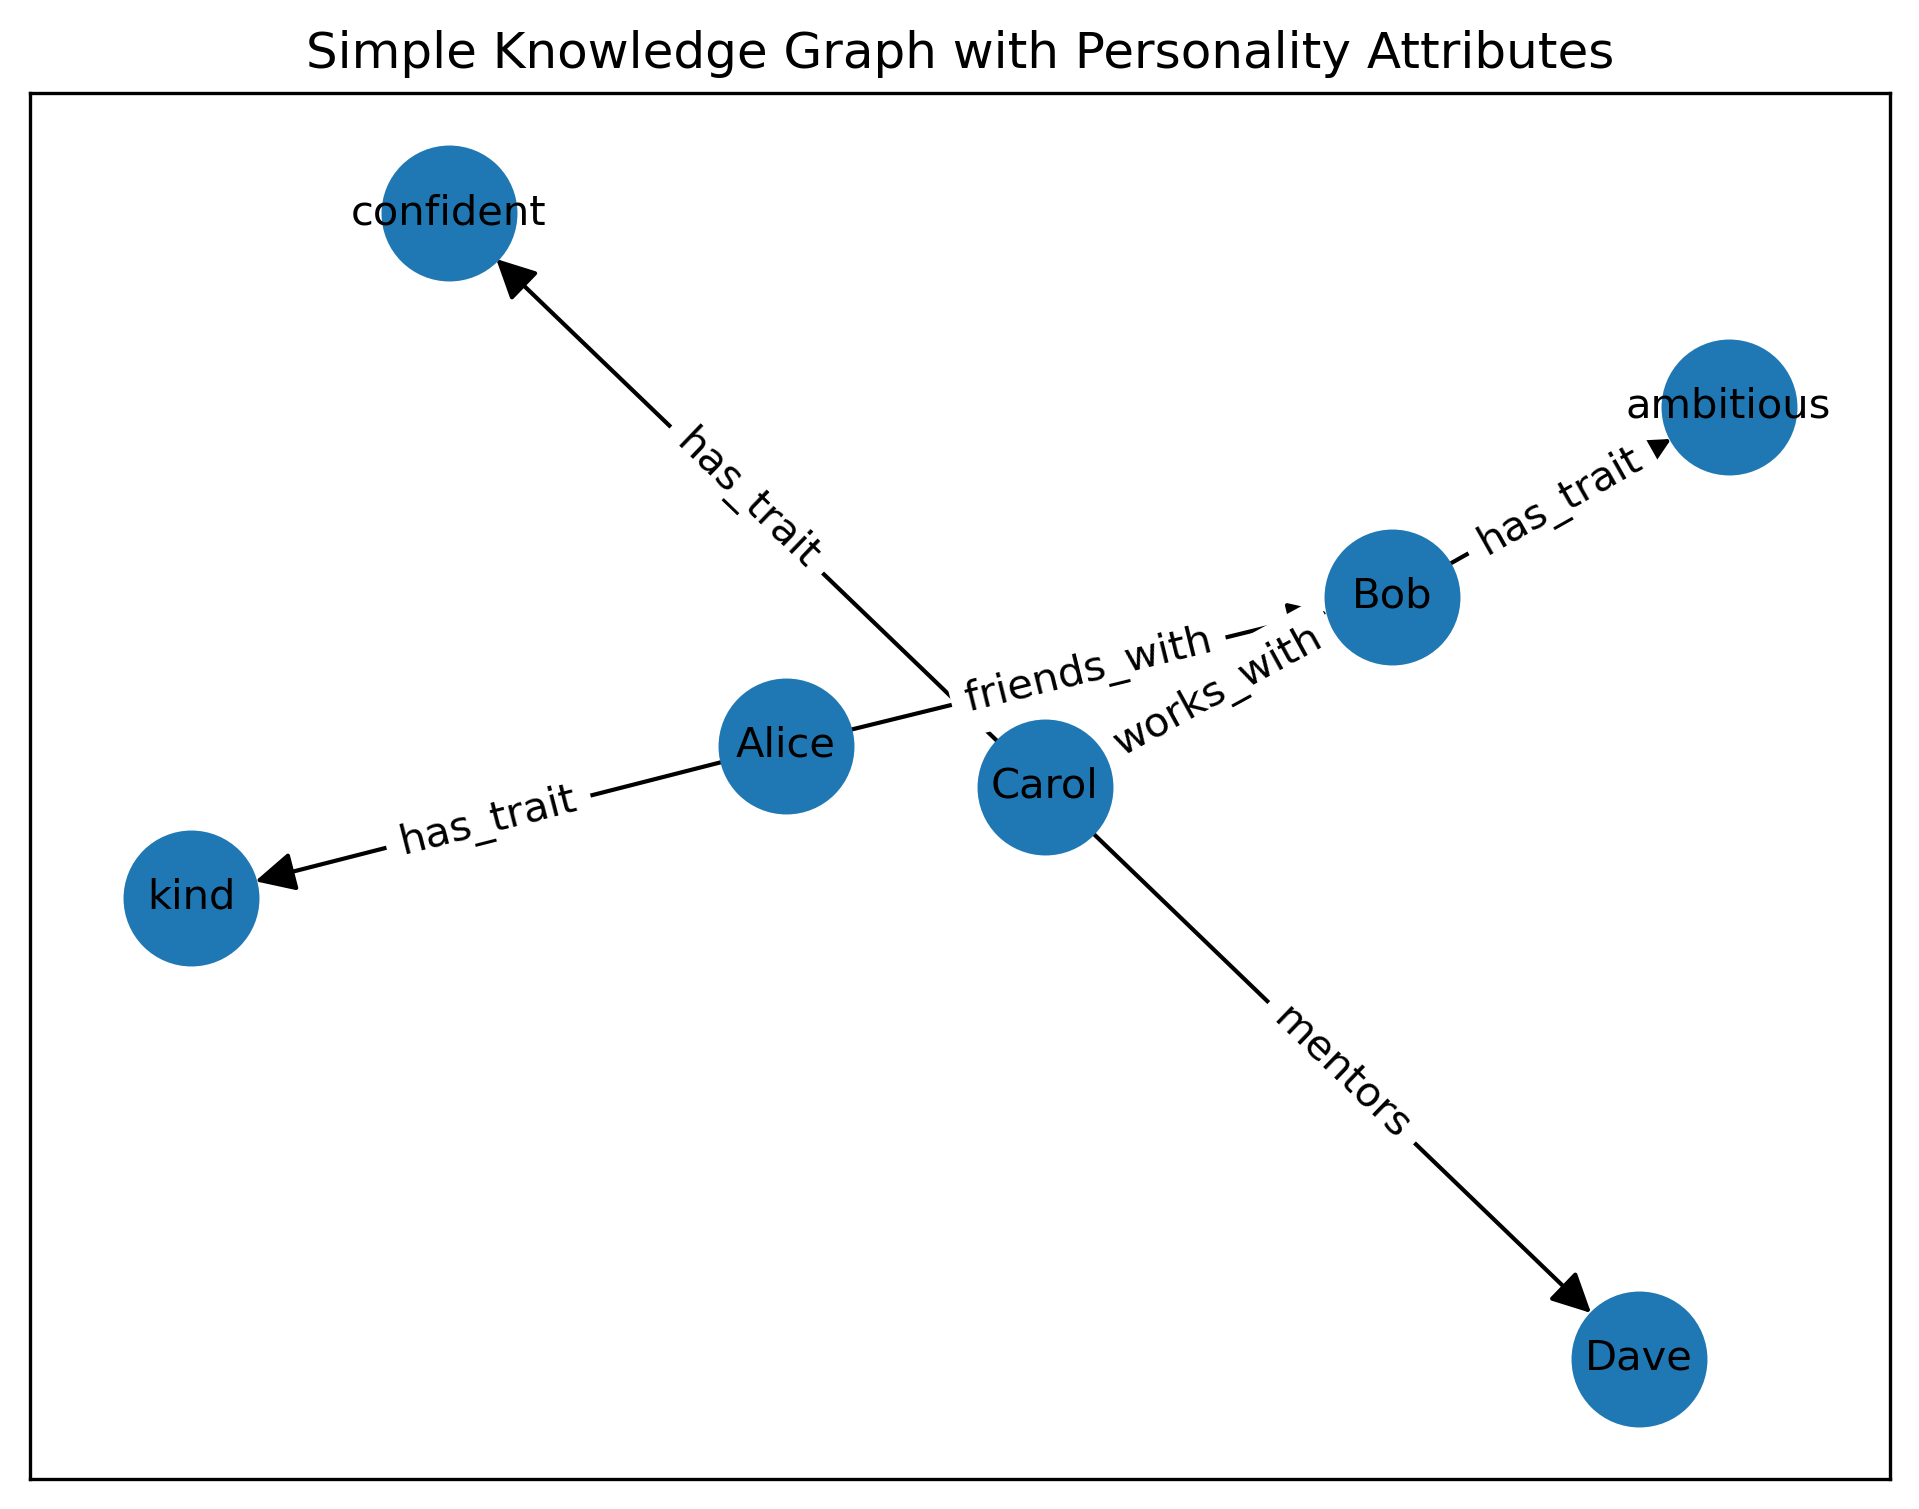 Simple Knowledge Graph with Personality Attributes
confident
ambitious
has_trait
has_trait
Bob
friends_with
works_with
Alice
Carol
has_trait
kind
mentors
Dave